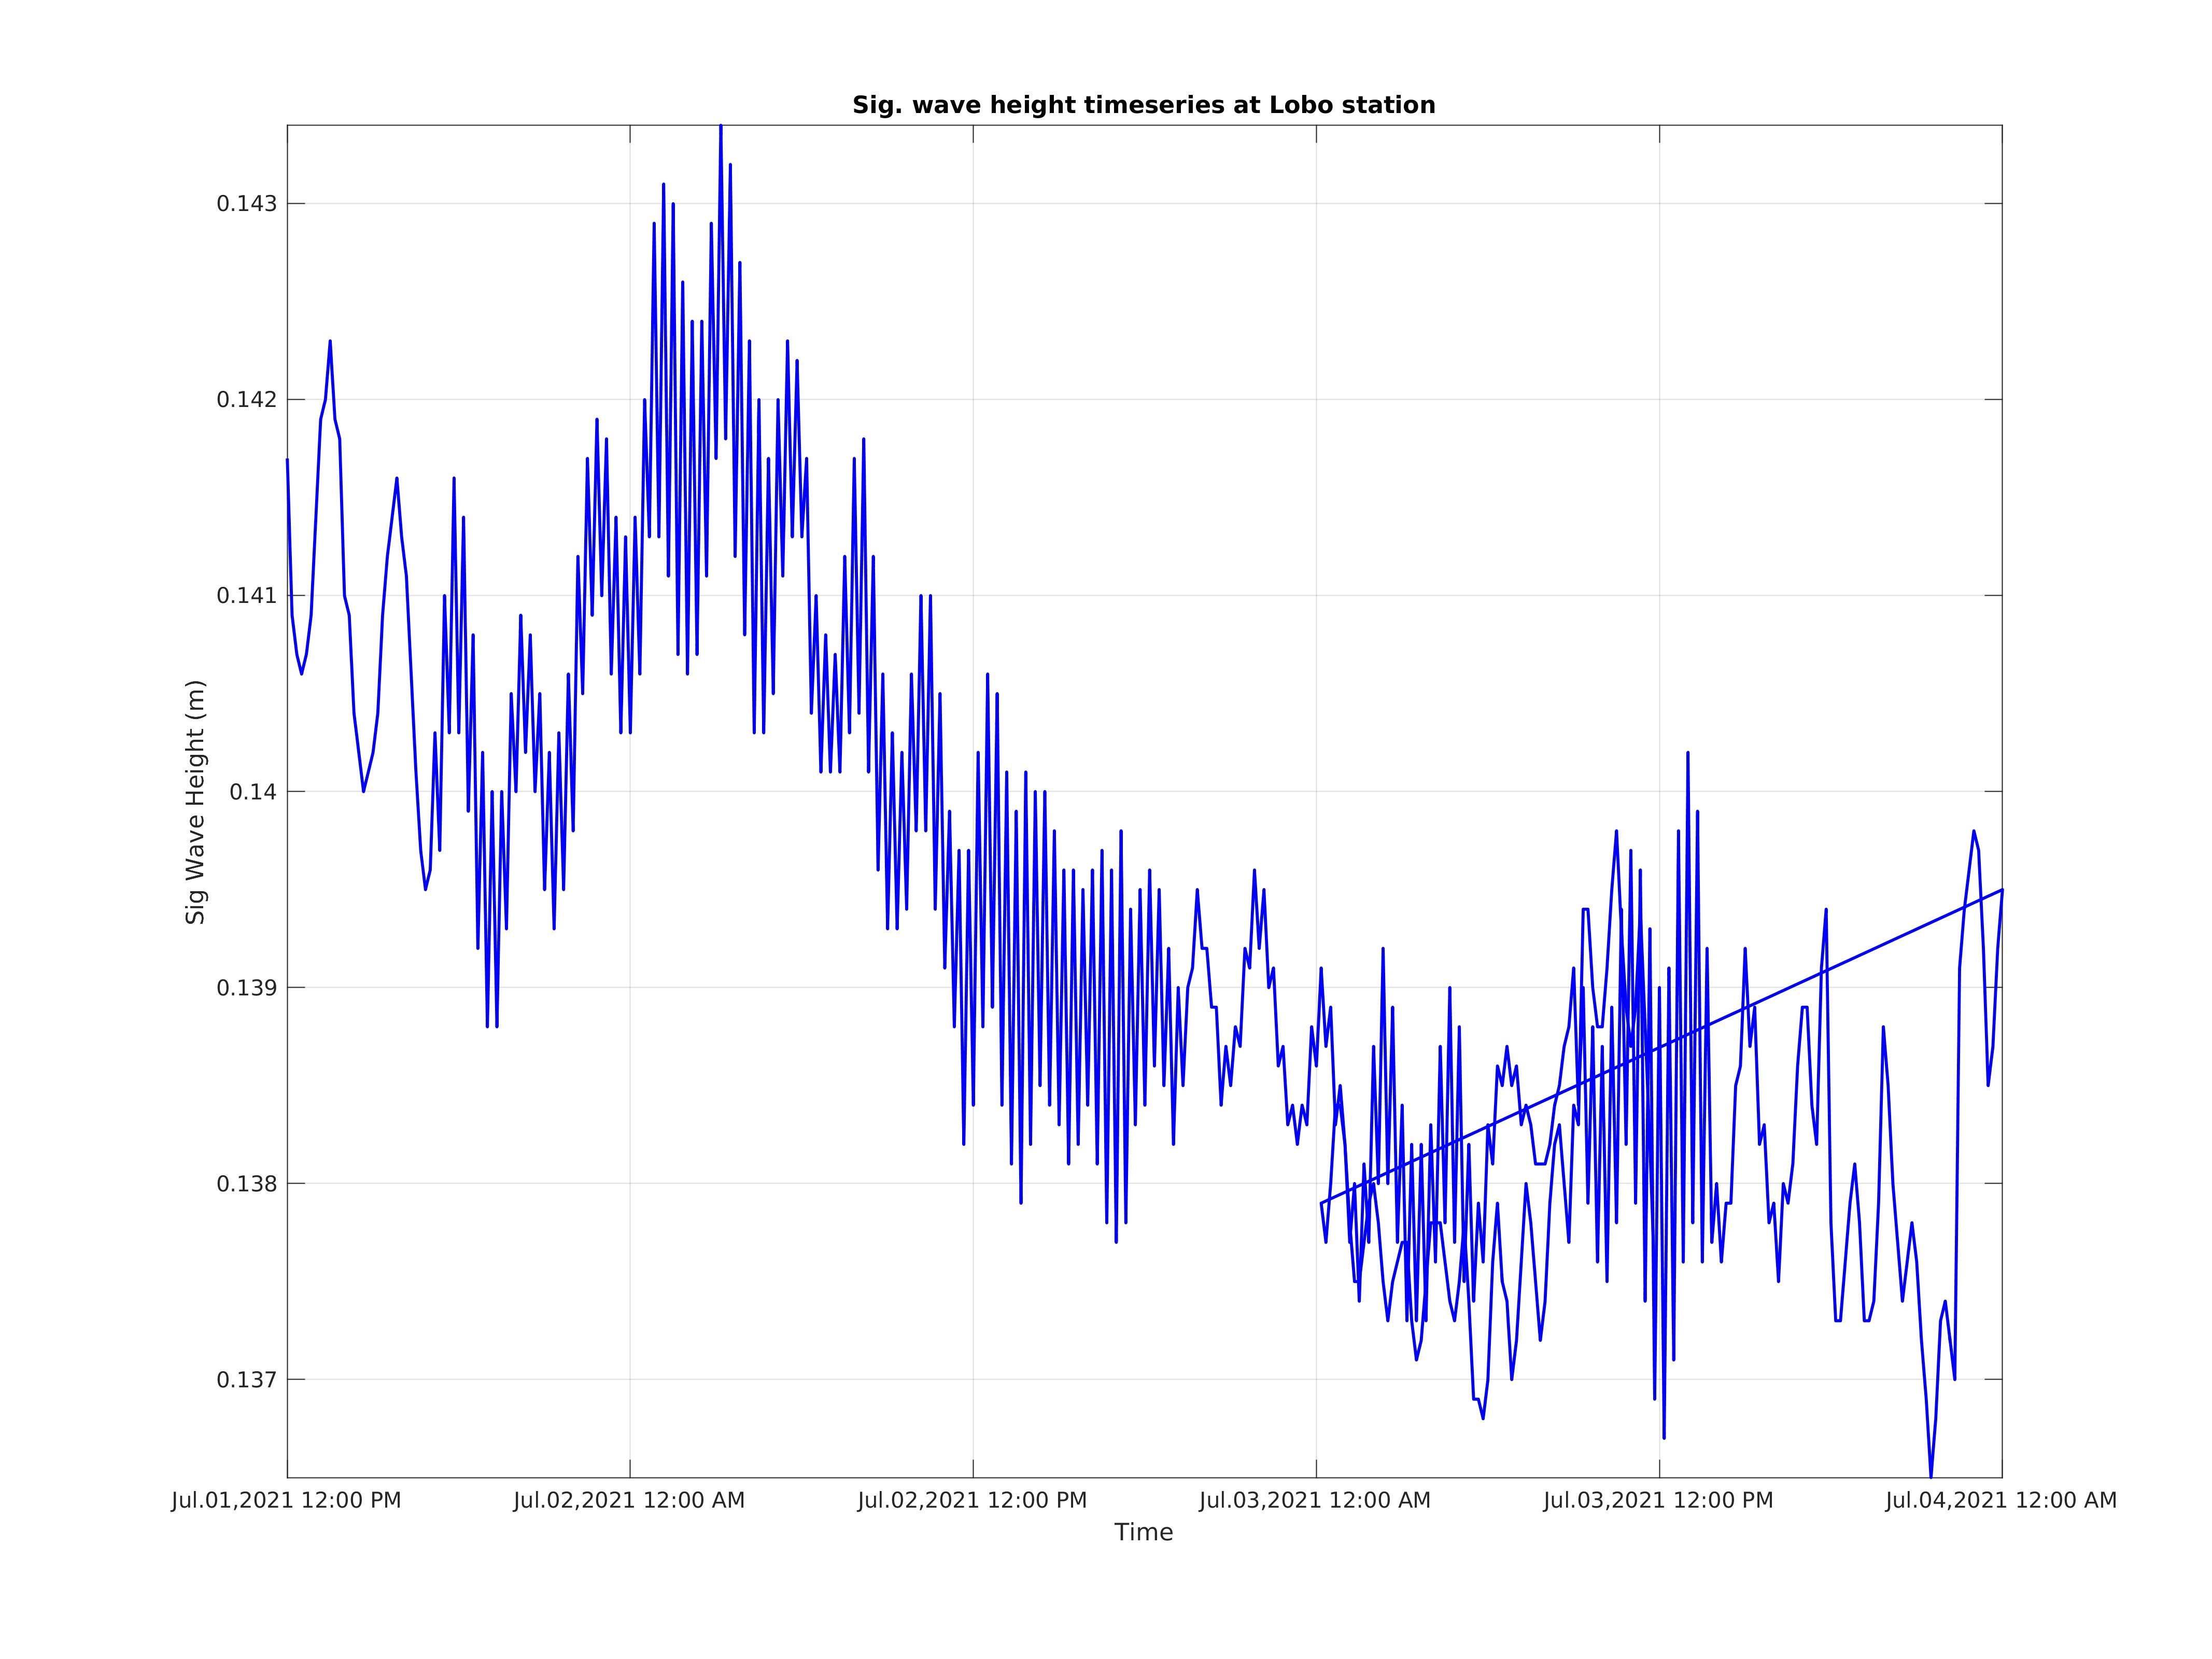 Sig. wave height timeseries at Lobo station
0.143
0.142
0.141
0.14
0.139
0.138
0.137
Sig Wave Height (m)
Jul.01,2021 12:00 PM Jul.02,2021 12:00 AM Jul.02,2021 12:00 PM Jul.03,2021 12:00 AM Jul.03,2021 12:00 PM Jul.04,2021 12:00 AM
Time